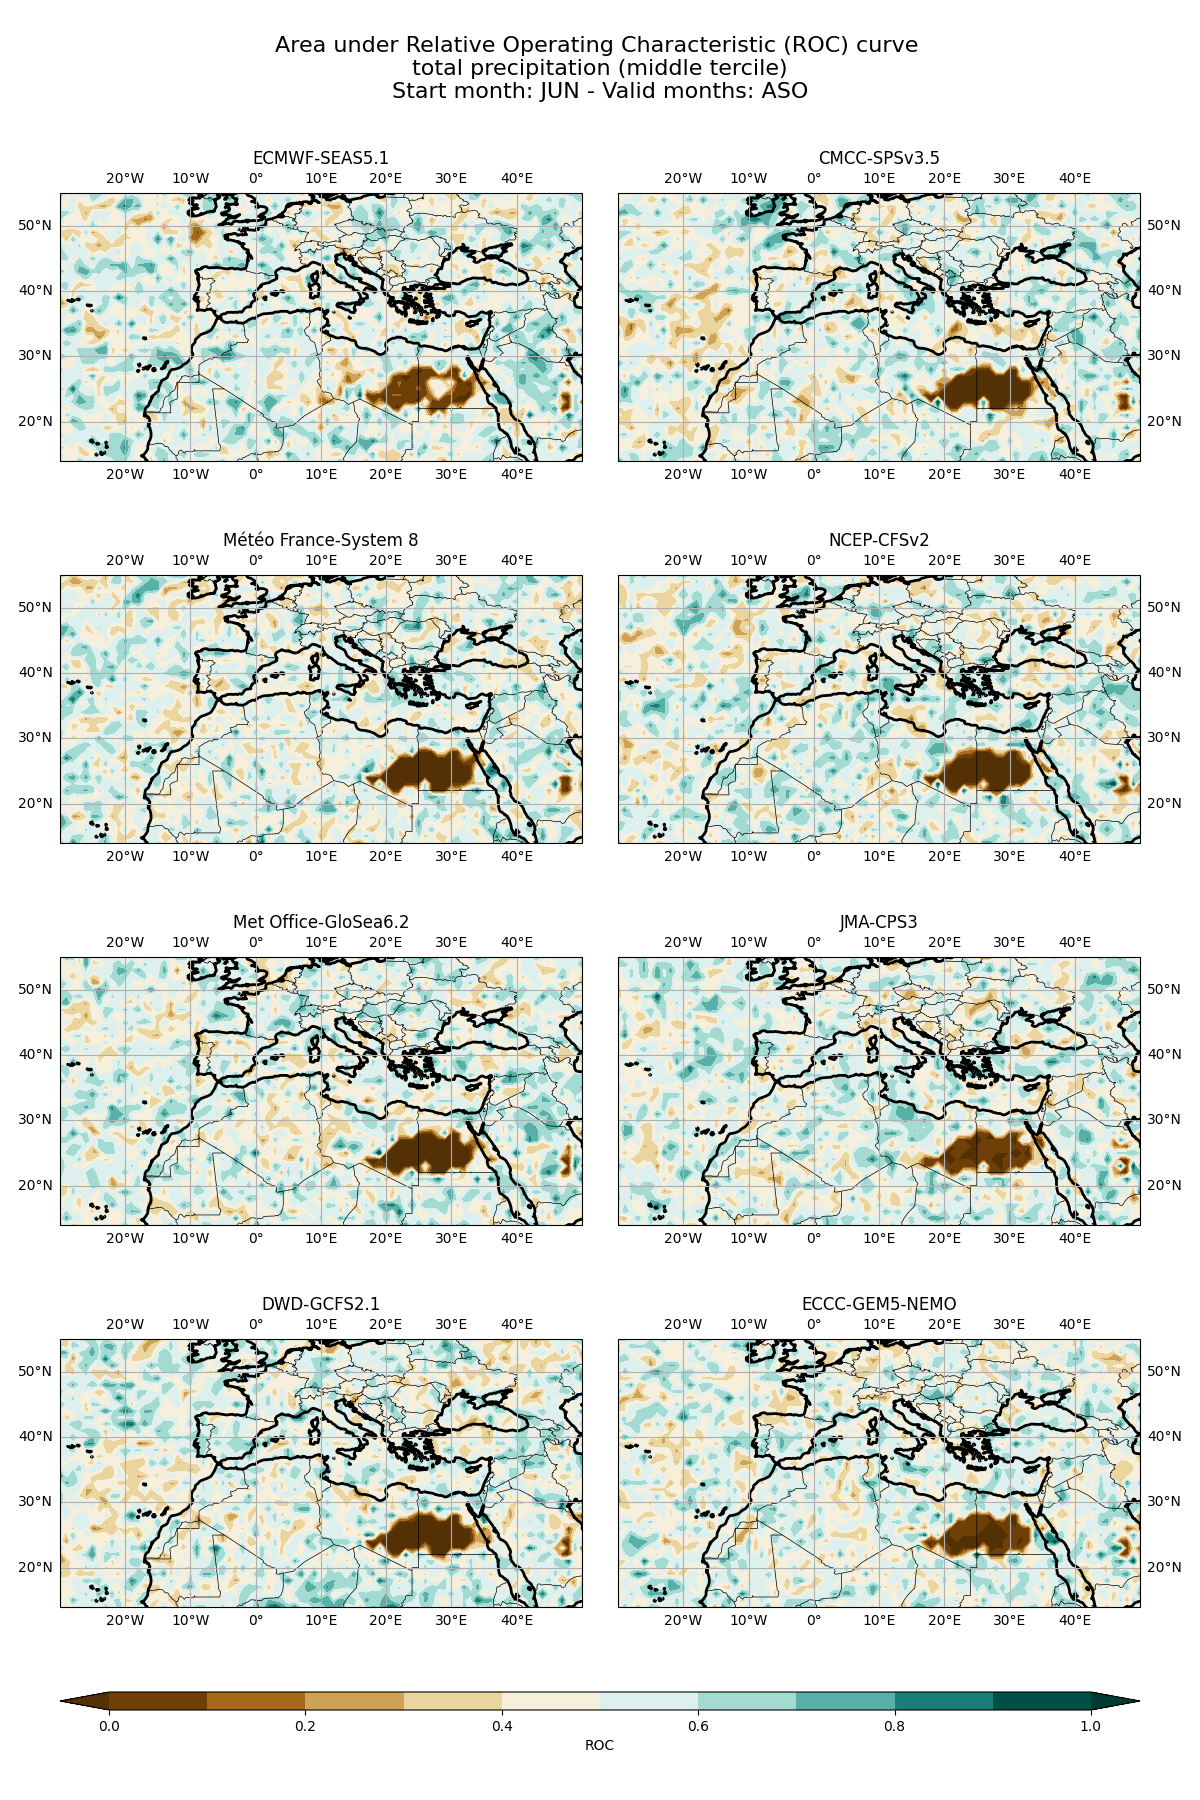 Area under Relative Operating Characteristic (ROC) curve
total precipitation (middle tercile)
Start month: JUN - Valid months: ASO
ECMWF-SEAS5.1
20°W 10°W 0° 10°E 20°E 30°E 40°E
50°N
40°N
30°N
20°N
20°W 10°W 0° 10°E 20°E 30°E 40°E
CMCC-SPSv3.5
20°W 10°W 0° 10°E 20°E 30°E 40°E
50°N
40°N
30°N
20°N
20°W 10°W 0° 10°E 20°E 30°E 40°E
Météo France-System 8
20°W 10°W 0° 10°E 20°E 30°E 40°E
50°N
40°N
30°N
20°N
20°W 10°W 0° 10°E 20°E 30°E 40°E
NCEP-CFSv2
20°W 10°W 0° 10°E 20°E 30°E 40°E
50°N
40°N
30°N
20°N
20°W 10°W 0° 10°E 20°E 30°E 40°E
Met Office-GloSea6.2
20°W 10°W 0° 10°E 20°E 30°E 40°E
50°N
40°N
30°N
20°N
20°W 10°W 0° 10°E 20°E 30°E 40°E
JMA-CPS3
20°W 10°W 0° 10°E 20°E 30°E 40°E
50°N
40°N
30°N
20°N
20°W 10°W 0° 10°E 20°E 30°E 40°E
DWD-GCFS2.1
20°W 10°W 0° 10°E 20°E 30°E 40°E
50°N
40°N
30°N
20°N
20°W 10°W 0° 10°E 20°E 30°E 40°E
ECCC-GEM5-NEMO
20°W 10°W 0° 10°E 20°E 30°E 40°E
50°N
40°N
30°N
20°N
20°W 10°W 0° 10°E 20°E 30°E 40°E
0.0 0.2 0.4 0.6 0.8 1.0
ROC